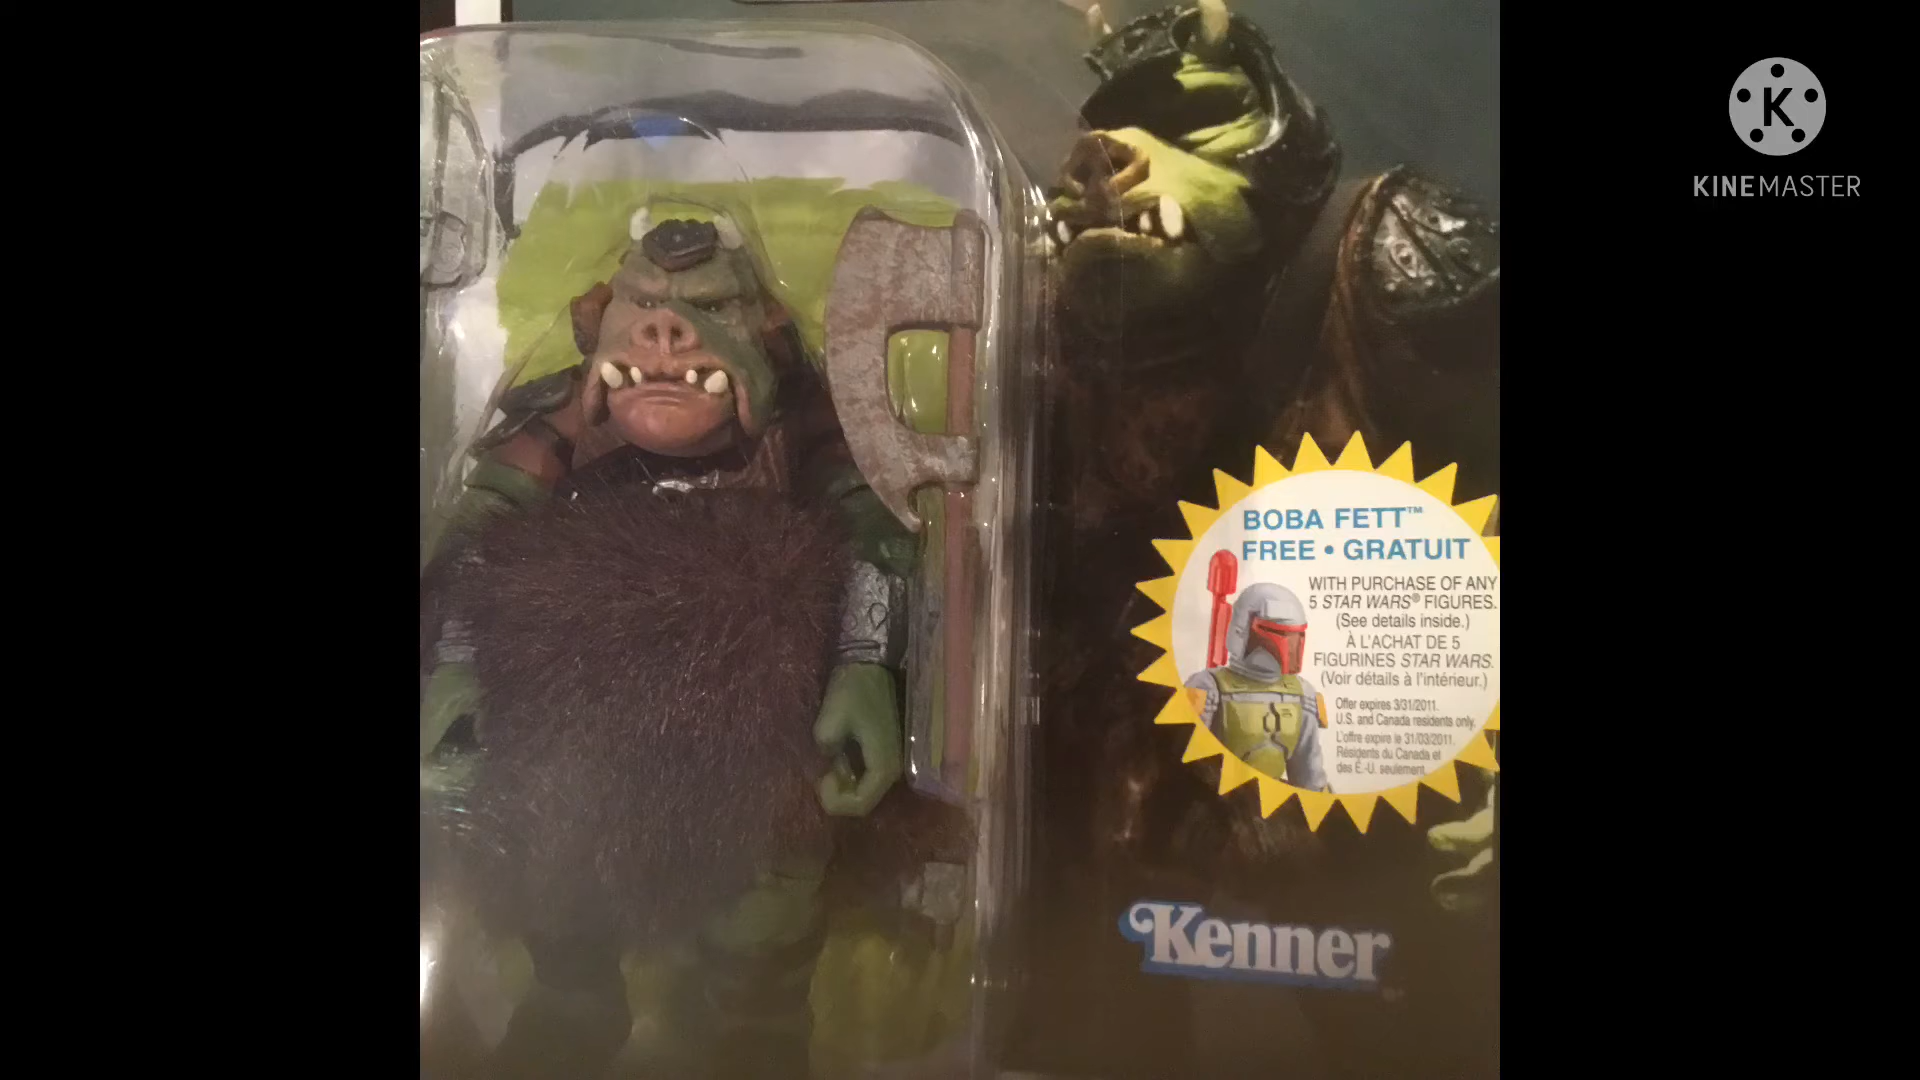 K
KINEMASTER
BOBA FETT™
FREE • GRATUIT
WITH PURCHASE OF ANY
5 STAR WARS® FIGURES.
(See details inside.)
À L'ACHAT DE 5
FIGURINES STAR WARS.
(Voir détails à l'intérieur.)
Offer expires 3/31/2011.
U.S. and Canada residents only.
L'offre expire le 31/03/2011.
Résidents du Canada et
des É.-U. seulement.
Kenner